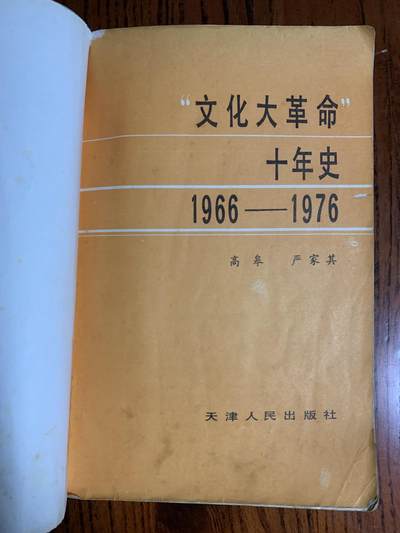 “文化大革命”
十年史
1966——1976
高皋 严家其
天津人民出版社